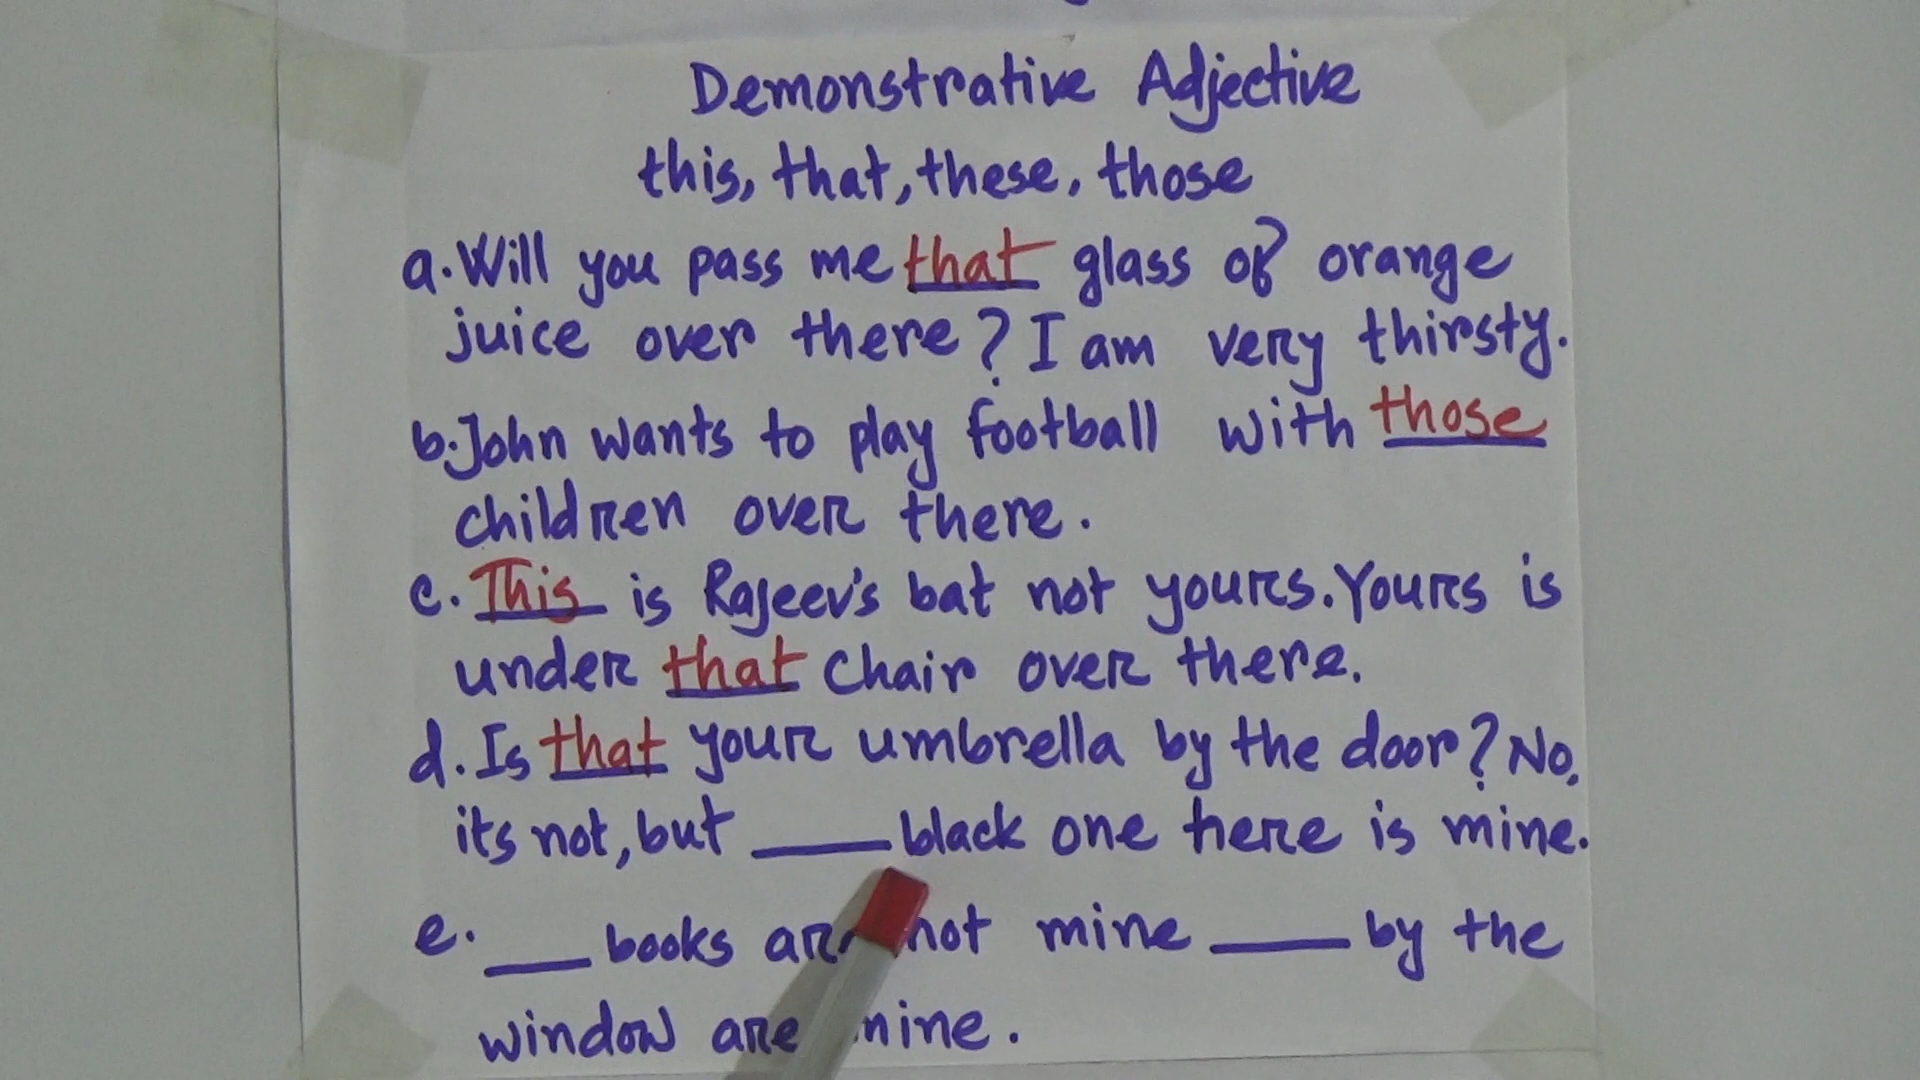 Demonstrative Adjective
this, that, these, those
a. Will you pass me that glass of orange
juice over there? I am very thirsty.
b. John wants to play football with those
children over there.
c. This is Rajeev's bat not yours. Yours is
under that chair over there.
d. Is that your umbrella by the door? No,
its not, but ____ black one here is mine.
e. ___ books are not mine ____ by the
window are mine.